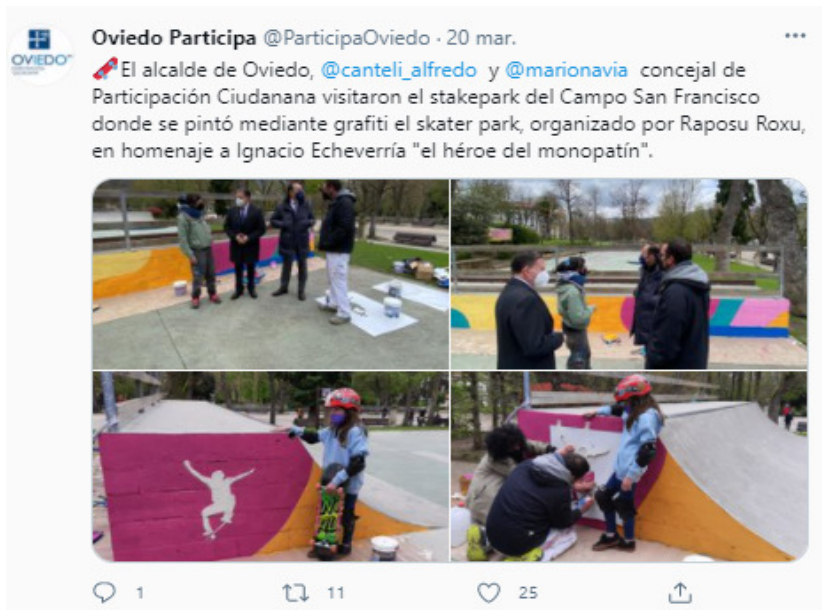 Oviedo Participa @ParticipaOviedo · 20 mar.
OVIEDO
El alcalde de Oviedo, @canteli_alfredo y @marionavia concejal de
Participación Ciudanana visitaron el stakepark del Campo San Francisco
donde se pintó mediante grafiti el skater park, organizado por Raposu Roxu,
en homenaje a Ignacio Echeverría "el héroe del monopatín".
1 11 25